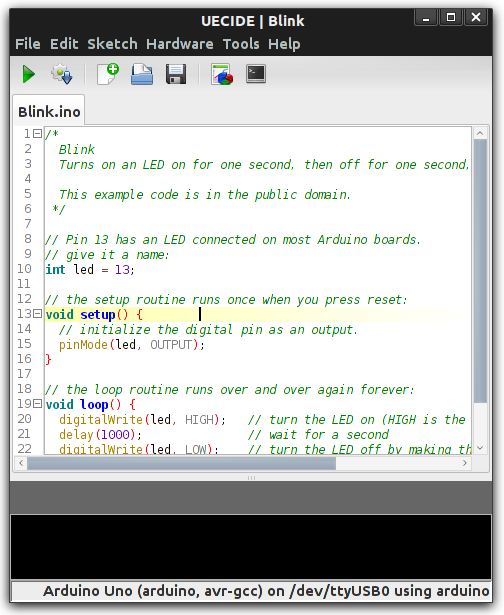 UECIDE | Blink
File Edit Sketch Hardware Tools Help
Blink.ino
1 /*
2 Blink
3 Turns on an LED on for one second, then off for one second,
4
5 This example code is in the public domain.
6 */
7
8 // Pin 13 has an LED connected on most Arduino boards.
9 // give it a name:
10 int led = 13;
11
12 // the setup routine runs once when you press reset:
13 void setup() {
14 // initialize the digital pin as an output.
15 pinMode(led, OUTPUT);
16 }
17
18 // the loop routine runs over and over again forever:
19 void loop() {
20 digitalWrite(led, HIGH); // turn the LED on (HIGH is the
21 delay(1000); // wait for a second
22 digitalWrite(led, LOW); // turn the LED off by making th
Arduino Uno (arduino, avr-gcc) on /dev/ttyUSB0 using arduino